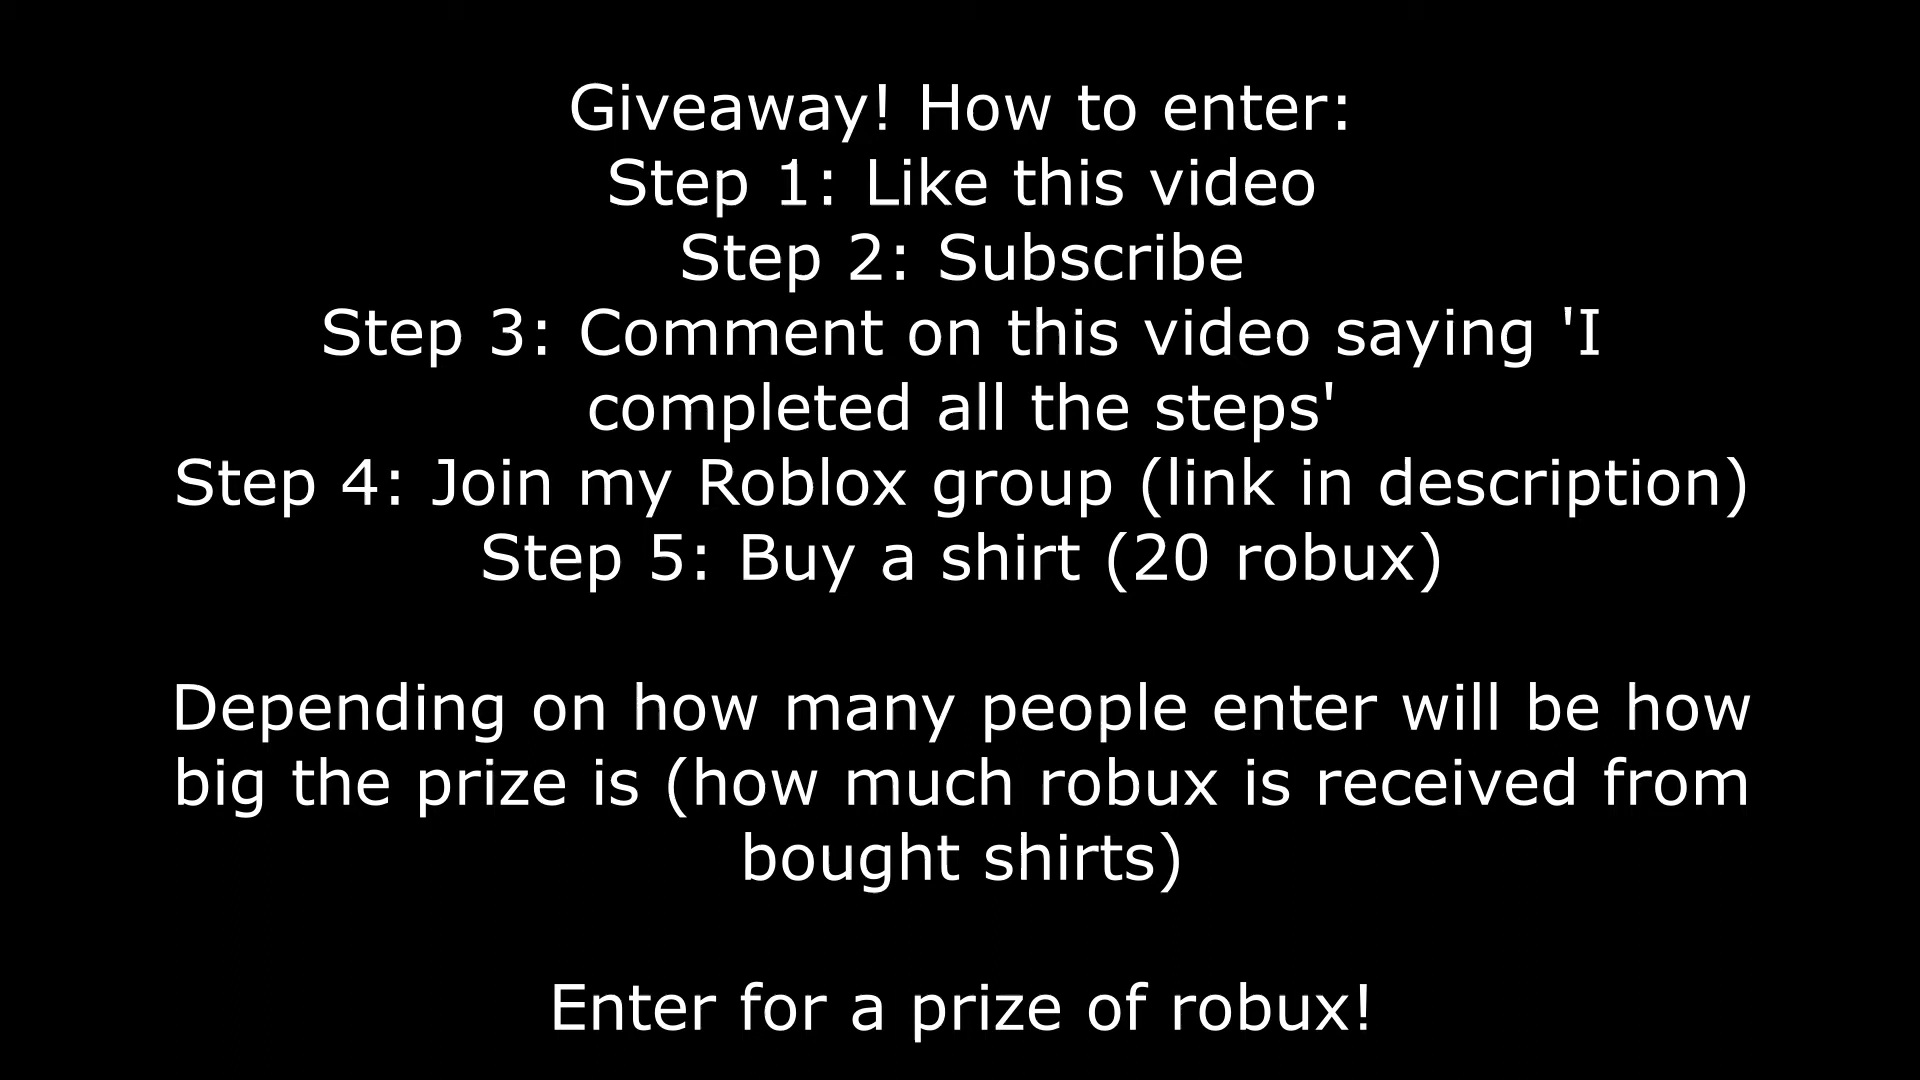 Giveaway! How to enter:
Step 1: Like this video
Step 2: Subscribe
Step 3: Comment on this video saying 'I
completed all the steps'
Step 4: Join my Roblox group (link in description)
Step 5: Buy a shirt (20 robux)
Depending on how many people enter will be how
big the prize is (how much robux is received from
bought shirts)
Enter for a prize of robux!